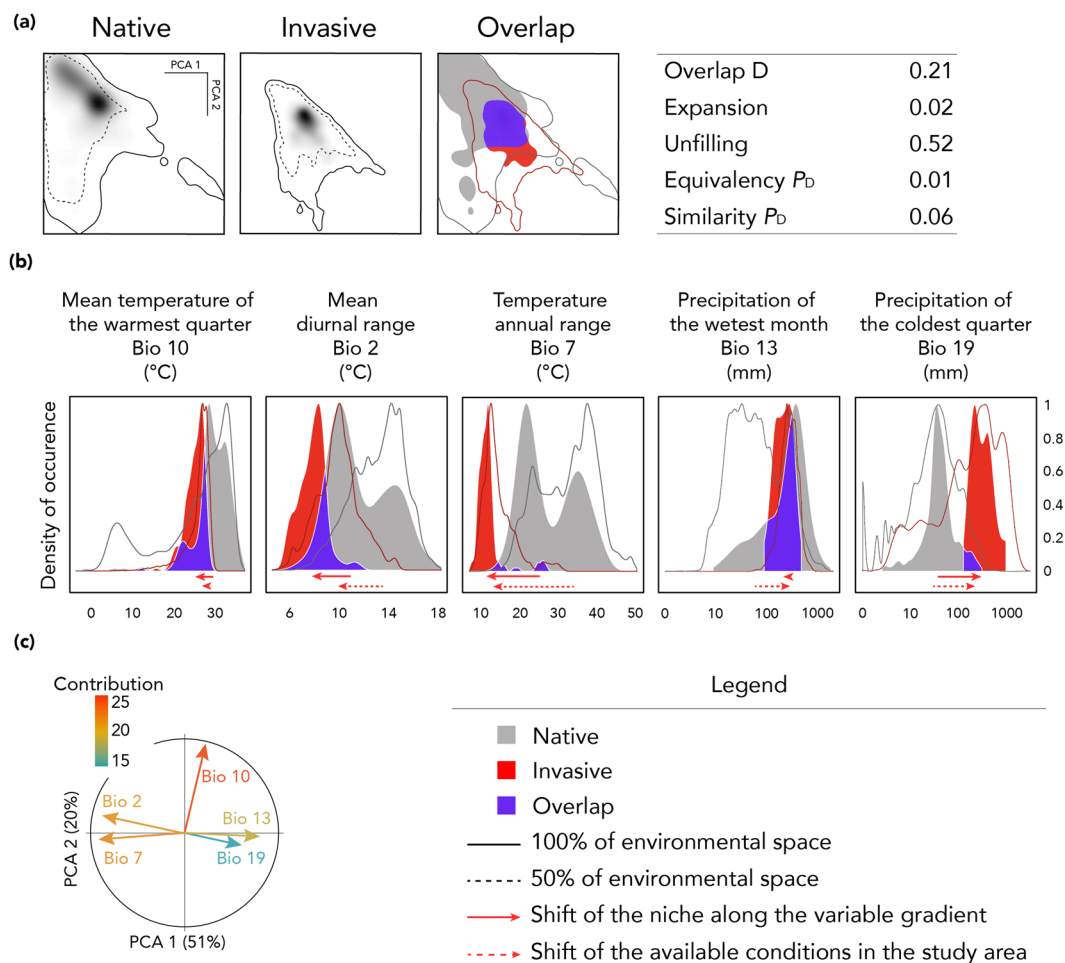 (a)
Native
Invasive
Overlap
PCA 1
PCA 2
Overlap D 0.21
Expansion 0.02
Unfilling 0.52
Equivalency PD 0.01
Similarity PD 0.06
(b)
Mean temperature of
the warmest quarter
Bio 10
(°C)
Mean
diurnal range
Bio 2
(°C)
Temperature
annual range
Bio 7
(°C)
Precipitation of
the wetest month
Bio 13
(mm)
Precipitation of
the coldest quarter
Bio 19
(mm)
Density of occurence
1
0.8
0.6
0.4
0.2
0
0 10 20 30
6 10 14 18
10 20 30 40 50
0 10 100 1000
0 10 100 1000
(c)
Contribution
25
20
15
Bio 10
Bio 2
Bio 13
Bio 7
Bio 19
PCA 2 (20%)
PCA 1 (51%)
Legend
Native
Invasive
Overlap
100% of environmental space
50% of environmental space
Shift of the niche along the variable gradient
Shift of the available conditions in the study area